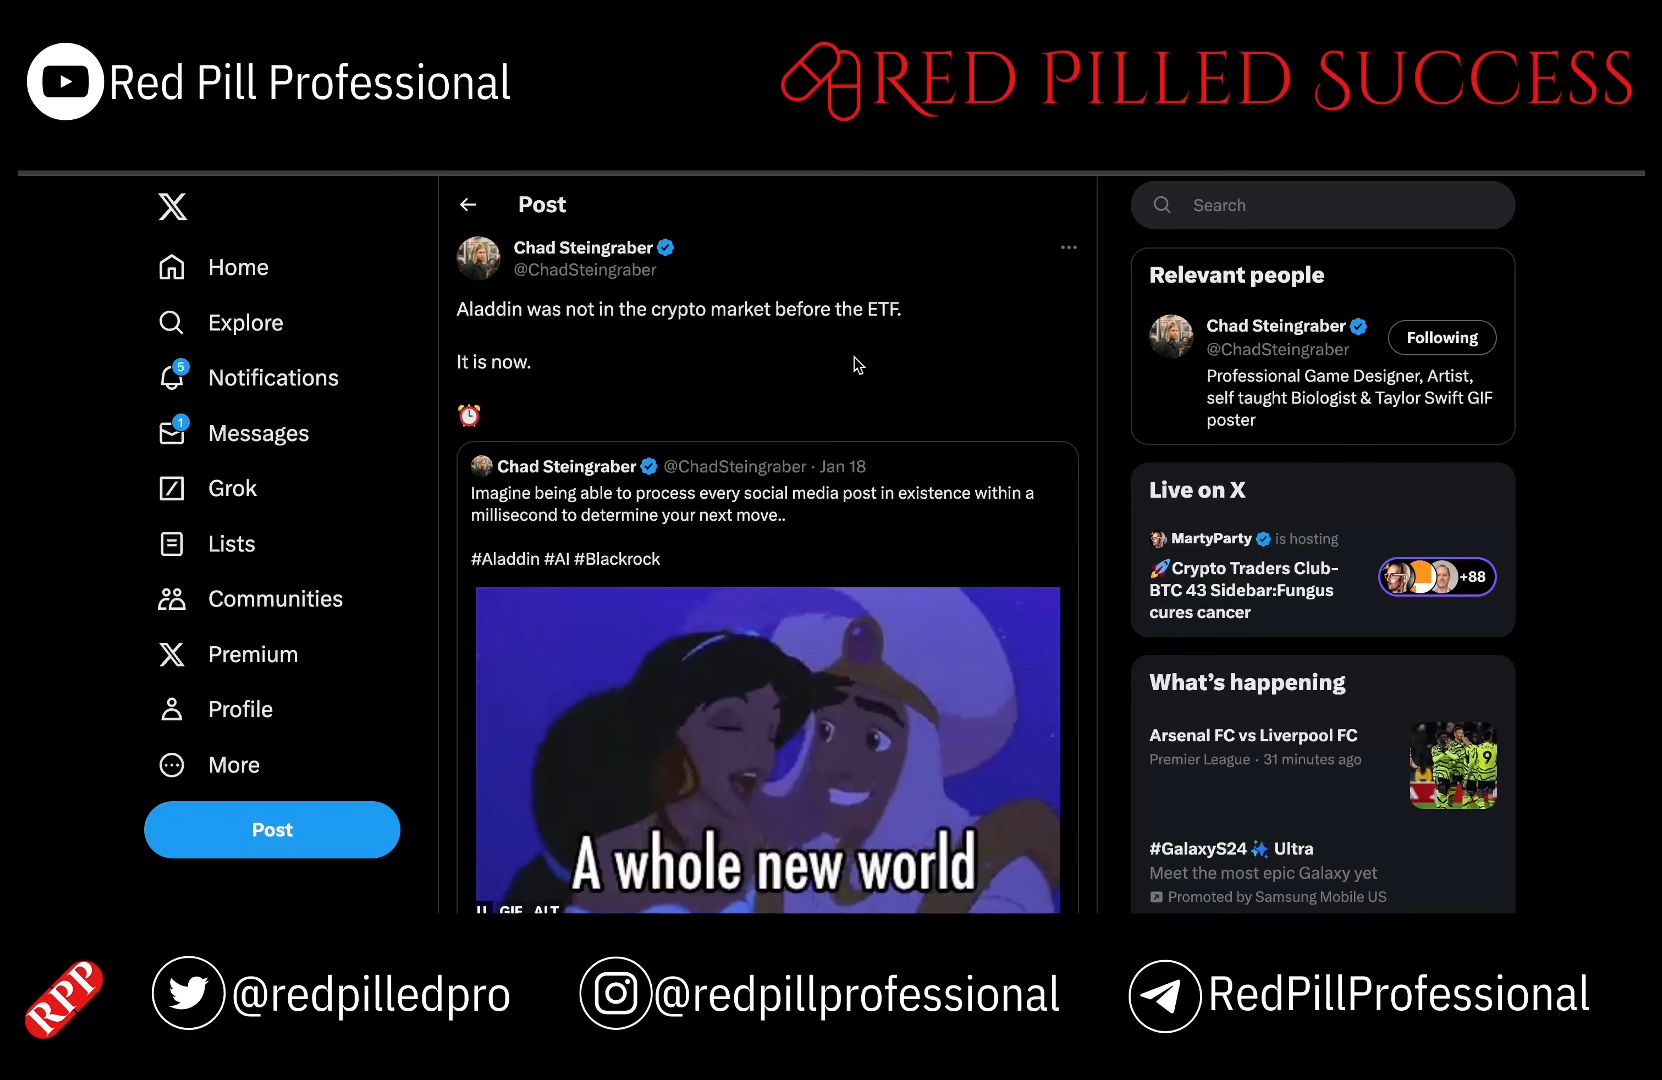 Red Pill Professional
RED PILLED SUCCESS
Home
Explore
5
Notifications
1
Messages
Grok
Lists
Communities
Premium
Profile
More
Post
Post
Chad Steingraber
@ChadSteingraber
Aladdin was not in the crypto market before the ETF.
It is now.
Chad Steingraber @ChadSteingraber · Jan 18
Imagine being able to process every social media post in existence within a
millisecond to determine your next move..
#Aladdin #AI #Blackrock
A whole new world
GIF ALT
Search
Relevant people
Chad Steingraber
@ChadSteingraber
Following
Professional Game Designer, Artist,
self taught Biologist & Taylor Swift GIF
poster
Live on X
MartyParty is hosting
🚀Crypto Traders Club-
BTC 43 Sidebar:Fungus
cures cancer
+88
What's happening
Arsenal FC vs Liverpool FC
Premier League · 31 minutes ago
9
#GalaxyS24✨ Ultra
Meet the most epic Galaxy yet
Promoted by Samsung Mobile US
RPP
@redpilledpro
@redpillprofessional
RedPillProfessional